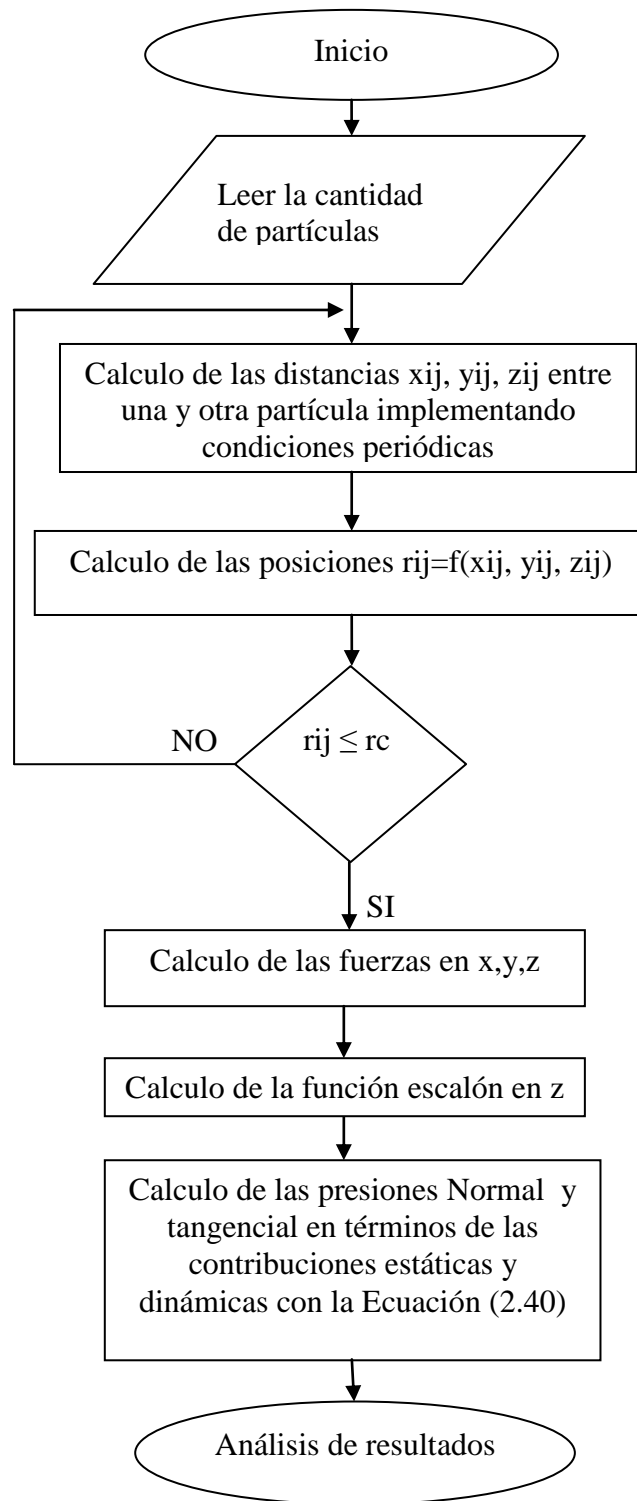 Inicio
Leer la cantidad
de partículas
Calculo de las distancias xij, yij, zij entre
una y otra partícula implementando
condiciones periódicas
Calculo de las posiciones rij=f(xij, yij, zij)
NO
rij ≤ rc
SI
Calculo de las fuerzas en x,y,z
Calculo de la función escalón en z
Calculo de las presiones Normal y
tangencial en términos de las
contribuciones estáticas y
dinámicas con la Ecuación (2.40)
Análisis de resultados